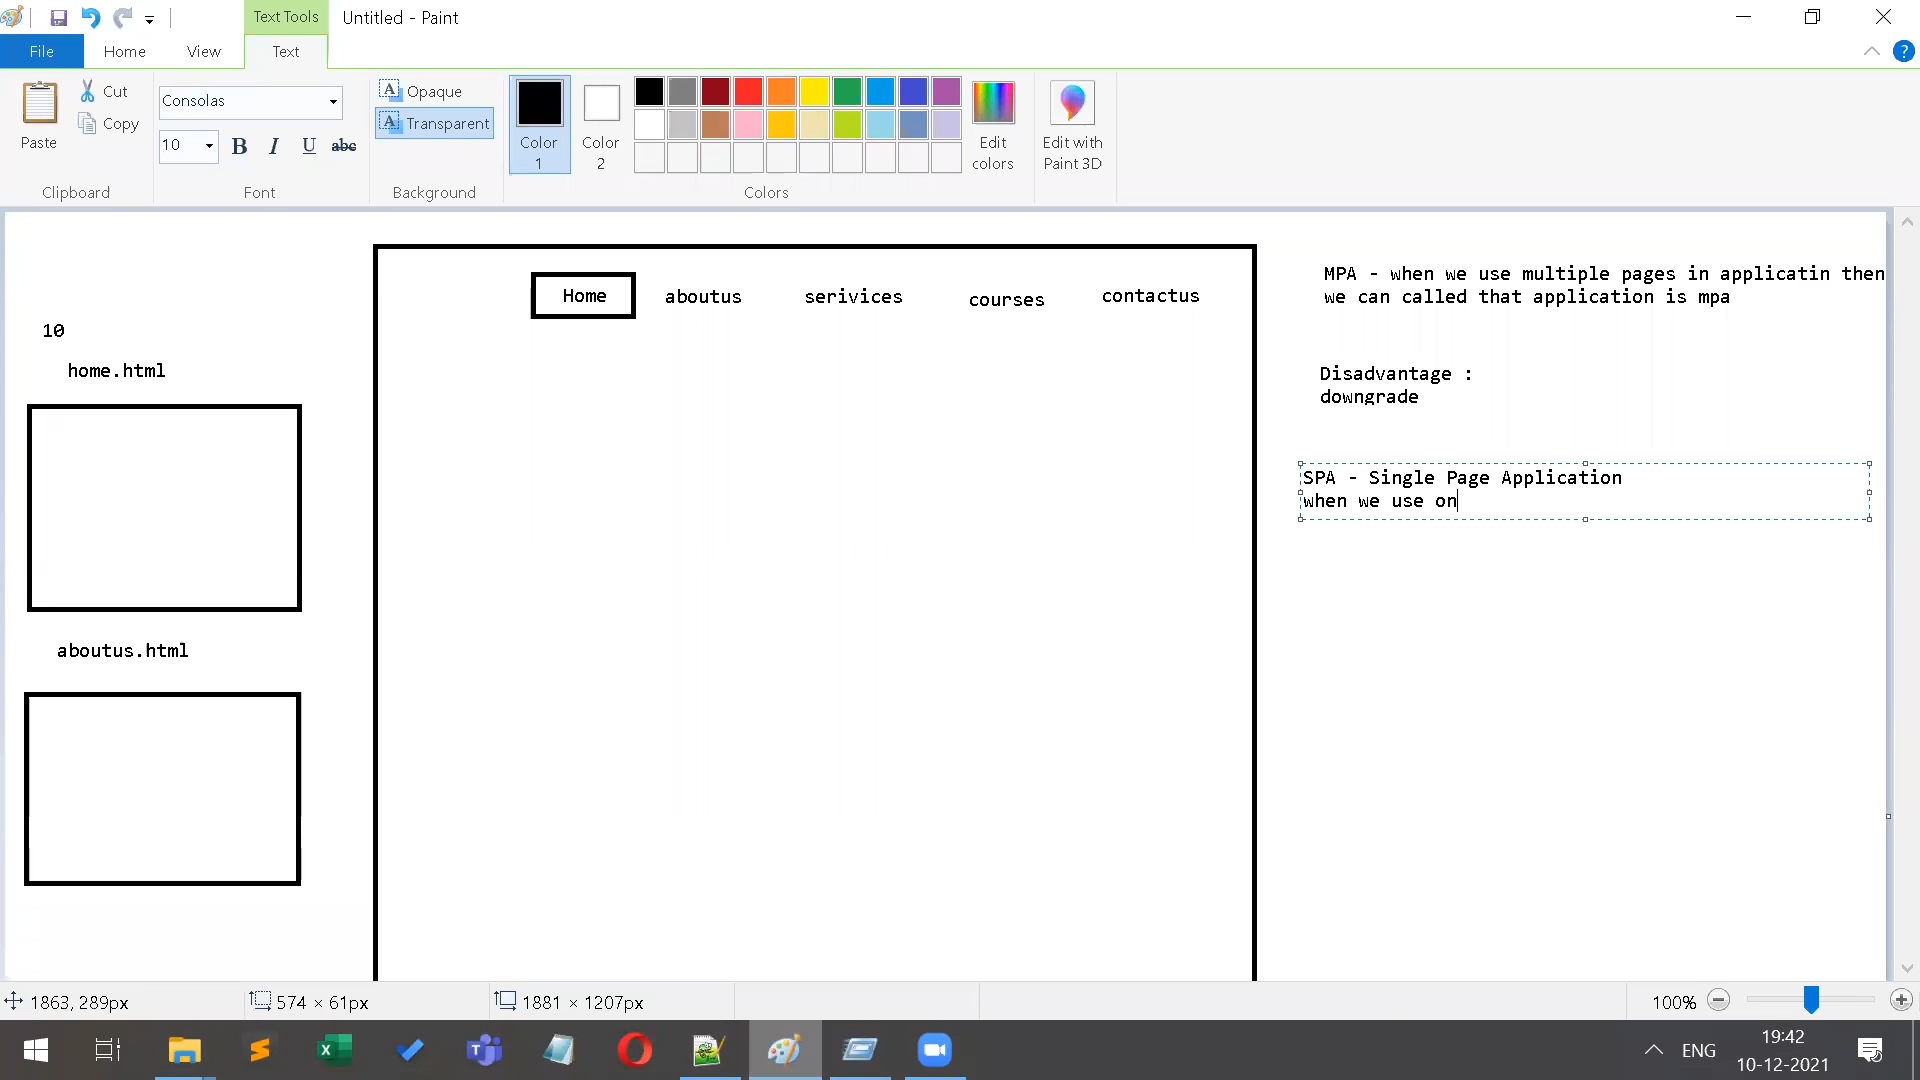 Text Tools
Untitled - Paint
File
Home
View
Text
Paste
Cut
Copy
Clipboard
Consolas
10
B
I
U
abc
Font
A
Opaque
A
Transparent
Background
Color
1
Color
2
Colors
Edit
colors
Edit with
Paint 3D
?
Home
aboutus
serivices
courses
contactus
10
home.html
aboutus.html
MPA - when we use multiple pages in applicatin then
we can called that application is mpa
Disadvantage :
downgrade
SPA - Single Page Application
when we use on
1863, 289px
574 × 61px
1881 × 1207px
100%
ENG
19:42
10-12-2021